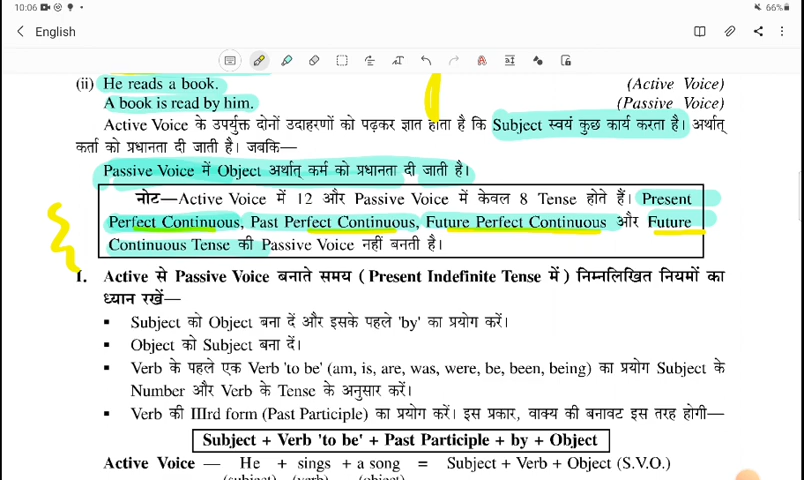 10:06
66%
English
(ii) He reads a book. (Active Voice)
A book is read by him. (Passive Voice)
Active Voice के उपर्युक्त दोनों उदाहरणों को पढ़कर ज्ञात होता है कि Subject स्वयं कुछ कार्य करता है। अर्थात्
कर्ता को प्रधानता दी जाती है। जबकि—
Passive Voice में Object अर्थात् कर्म को प्रधानता दी जाती है।
नोट—Active Voice में 12 और Passive Voice में केवल 8 Tense होते हैं। Present
Perfect Continuous, Past Perfect Continuous, Future Perfect Continuous और Future
Continuous Tense की Passive Voice नहीं बनती है।
I. Active से Passive Voice बनाते समय ( Present Indefinite Tense में ) निम्नलिखित नियमों का
ध्यान रखें—
▪ Subject को Object बना दें और इसके पहले 'by' का प्रयोग करें।
▪ Object को Subject बना दें।
▪ Verb के पहले एक Verb 'to be' (am, is, are, was, were, be, been, being) का प्रयोग Subject के
Number और Verb के Tense के अनुसार करें।
▪ Verb की IIIrd form (Past Participle) का प्रयोग करें। इस प्रकार, वाक्य की बनावट इस तरह होगी—
Subject + Verb 'to be' + Past Participle + by + Object
Active Voice — He + sings + a song = Subject + Verb + Object (S.V.O.)
(subject) (verb) (object)